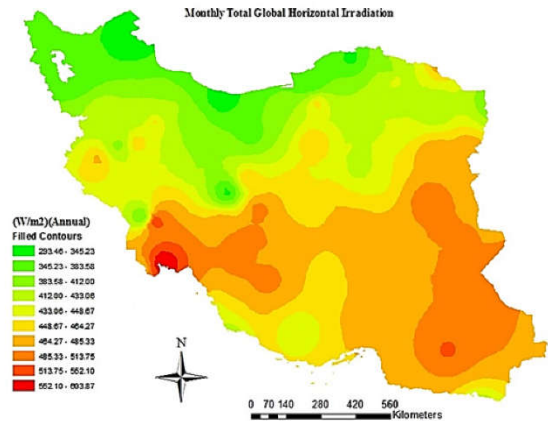 Monthly Total Global Horizontal Irradiation
(W/m2)(Annual)
Filled Contours
293.46 - 345.23
345.23 - 383.58
383.58 - 412.00
412.00 - 433.06
433.06 - 448.67
448.67 - 464.27
464.27 - 485.33
485.33 - 513.75
513.75 - 552.10
552.10 - 603.87
N
0 70 140 280 420 560
Kilometers